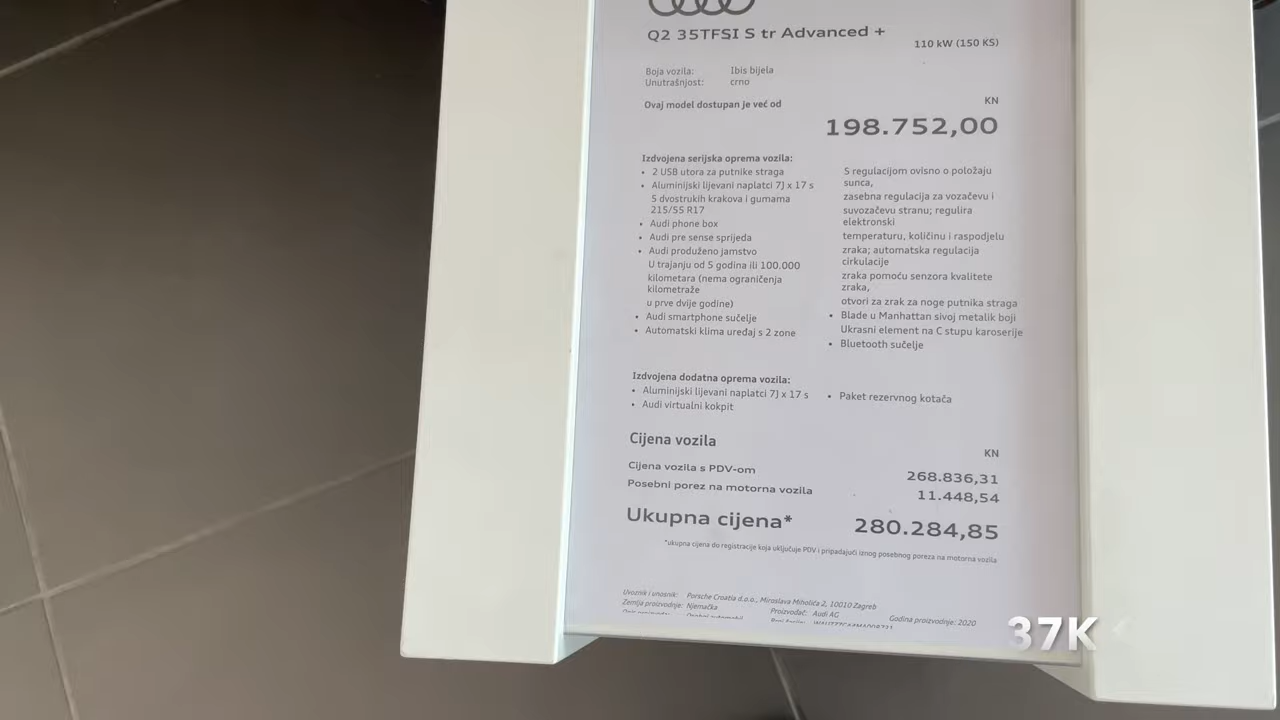 Q2 35TFSI S tr Advanced +
110 kW (150 KS)
Boja vozila: Ibis bijela
Unutrašnjost: crno
Ovaj model dostupan je već od
KN
198.752,00
Izdvojena serijska oprema vozila:
• 2 USB utora za putnike straga
• Aluminijski lijevani naplatci 7J x 17 s
5 dvostrukih krakova i gumama
215/55 R17
• Audi phone box
• Audi pre sense sprijeda
• Audi produženo jamstvo
U trajanju od 5 godina ili 100.000
kilometara (nema ograničenja
kilometraže
u prve dvije godine)
• Audi smartphone sučelje
• Automatski klima uređaj s 2 zone
S regulacijom ovisno o položaju
sunca,
zasebna regulacija za vozačevu i
suvozačevu stranu; regulira
elektronski
temperaturu, količinu i raspodjelu
zraka; automatska regulacija
cirkulacije
zraka pomoću senzora kvalitete
zraka,
otvori za zrak za noge putnika straga
• Blade u Manhattan sivoj metalik boji
Ukrasni element na C stupu karoserije
• Bluetooth sučelje
Izdvojena dodatna oprema vozila:
• Aluminijski lijevani naplatci 7J x 17 s
• Audi virtualni kokpit
• Paket rezervnog kotača
Cijena vozila
KN
Cijena vozila s PDV-om 268.836,31
Posebni porez na motorna vozila 11.448,54
Ukupna cijena* 280.284,85
*ukupna cijena do registracije koja uključuje PDV i pripadajući iznos posebnog poreza na motorna vozila
Uvoznik i unosnik: Porsche Croatia d.o.o., Miroslava Miholića 2, 10010 Zagreb
Zemlja proizvodnje: Njemačka Proizvođač: Audi AG Godina proizvodnje: 2020
37K